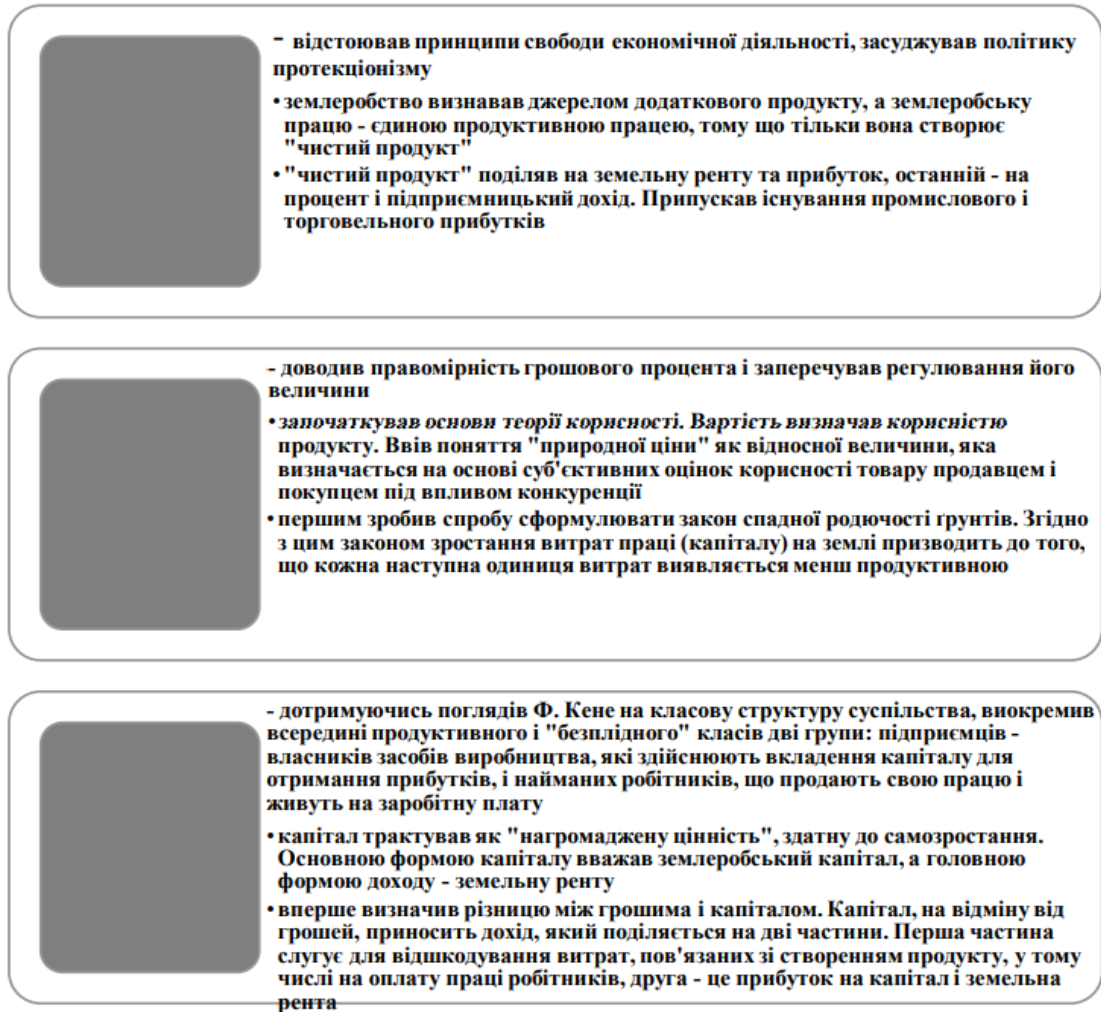 - відстоював принципи свободи економічної діяльності, засуджував політику
протекціонізму
• землеробство визнавав джерелом додаткового продукту, а землеробську
працю - єдиною продуктивною працею, тому що тільки вона створює
"чистий продукт"
• "чистий продукт" поділяв на земельну ренту та прибуток, останній - на
процент і підприємницький дохід. Припускав існування промислового і
торговельного прибутків
- доводив правомірність грошового процента і заперечував регулювання його
величини
• започаткував основи теорії корисності. Вартість визначав корисністю
продукту. Ввів поняття "природної ціни" як відносної величини, яка
визначається на основі суб'єктивних оцінок корисності товару продавцем і
покупцем під впливом конкуренції
• першим зробив спробу сформулювати закон спадної родючості ґрунтів. Згідно
з цим законом зростання витрат праці (капіталу) на землі призводить до того,
що кожна наступна одиниця витрат виявляється менш продуктивною
- дотримуючись поглядів Ф. Кене на класову структуру суспільства, виокремив
всередині продуктивного і "безплідного" класів дві групи: підприємців -
власників засобів виробництва, які здійснюють вкладення капіталу для
отримання прибутків, і найманих робітників, що продають свою працю і
живуть на заробітну плату
• капітал трактував як "нагромаджену цінність", здатну до самозростання.
Основною формою капіталу вважав землеробський капітал, а головною
формою доходу - земельну ренту
• вперше визначив різницю між грошима і капіталом. Капітал, на відміну від
грошей, приносить дохід, який поділяється на дві частини. Перша частина
слугує для відшкодування витрат, пов'язаних зі створенням продукту, у тому
числі на оплату праці робітників, друга - це прибуток на капітал і земельна
рента